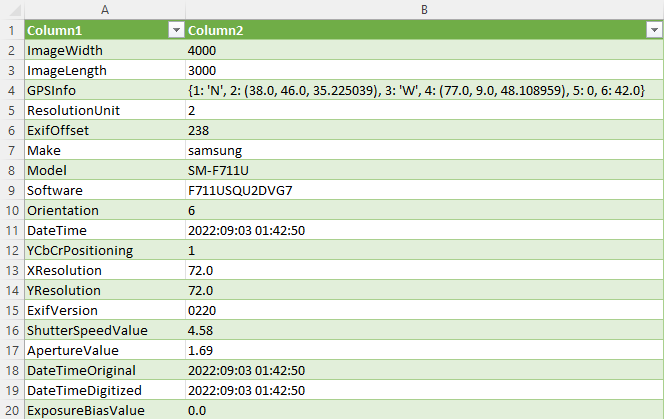 A B
1 Column1 Column2
2 ImageWidth 4000
3 ImageLength 3000
4 GPSInfo {1: 'N', 2: (38.0, 46.0, 35.225039), 3: 'W', 4: (77.0, 9.0, 48.108959), 5: 0, 6: 42.0}
5 ResolutionUnit 2
6 ExifOffset 238
7 Make samsung
8 Model SM-F711U
9 Software F711USQU2DVG7
10 Orientation 6
11 DateTime 2022:09:03 01:42:50
12 YCbCrPositioning 1
13 XResolution 72.0
14 YResolution 72.0
15 ExifVersion 0220
16 ShutterSpeedValue 4.58
17 ApertureValue 1.69
18 DateTimeOriginal 2022:09:03 01:42:50
19 DateTimeDigitized 2022:09:03 01:42:50
20 ExposureBiasValue 0.0